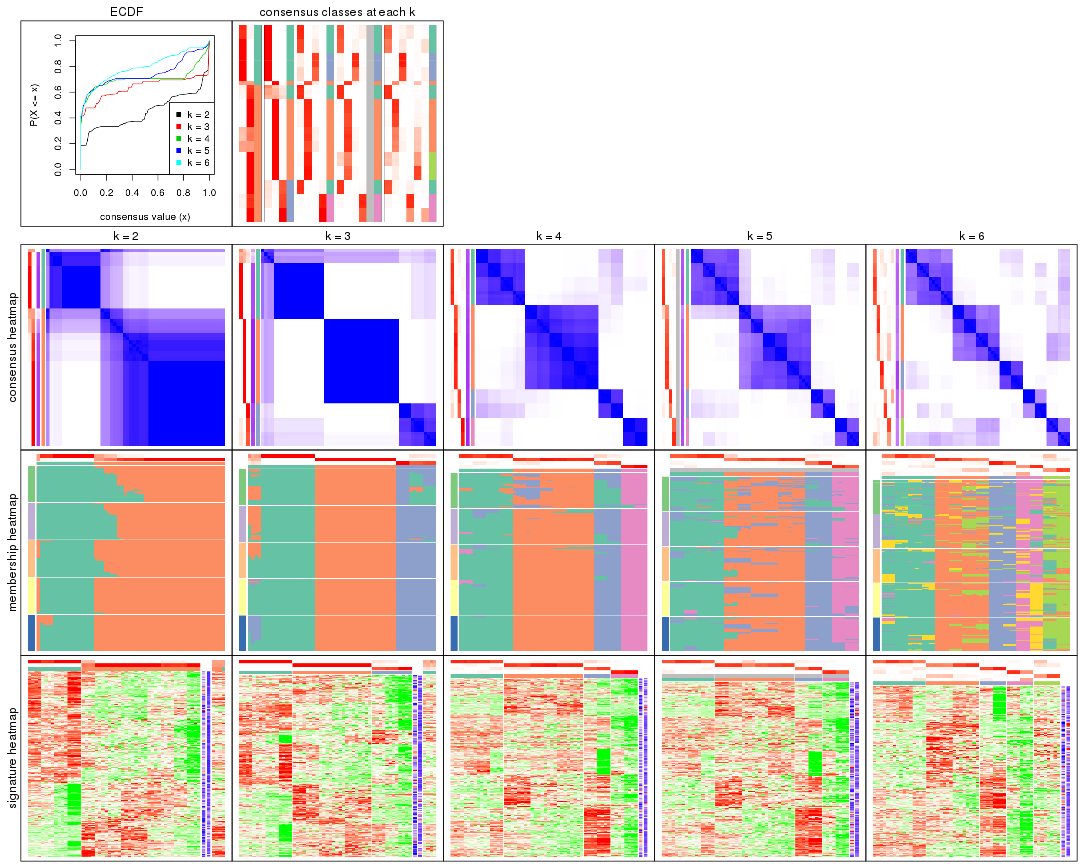 ECDF
consensus classes at each k
P(X <= x)
0.0
0.2
0.4
0.6
0.8
1.0
k = 2
k = 3
k = 4
k = 5
k = 6
0.0 0.2 0.4 0.6 0.8 1.0
consensus value (x)
k = 2
k = 3
k = 4
k = 5
k = 6
consensus heatmap
membership heatmap
signature heatmap